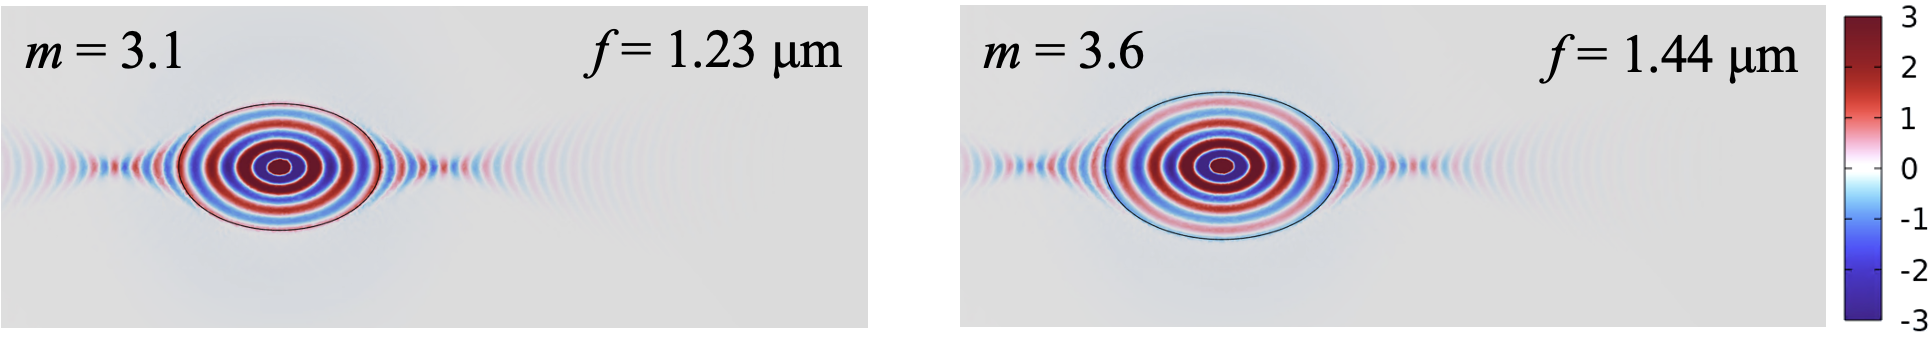 m = 3.1
f = 1.23 μm
m = 3.6
f = 1.44 μm
3
2
1
0
-1
-2
-3